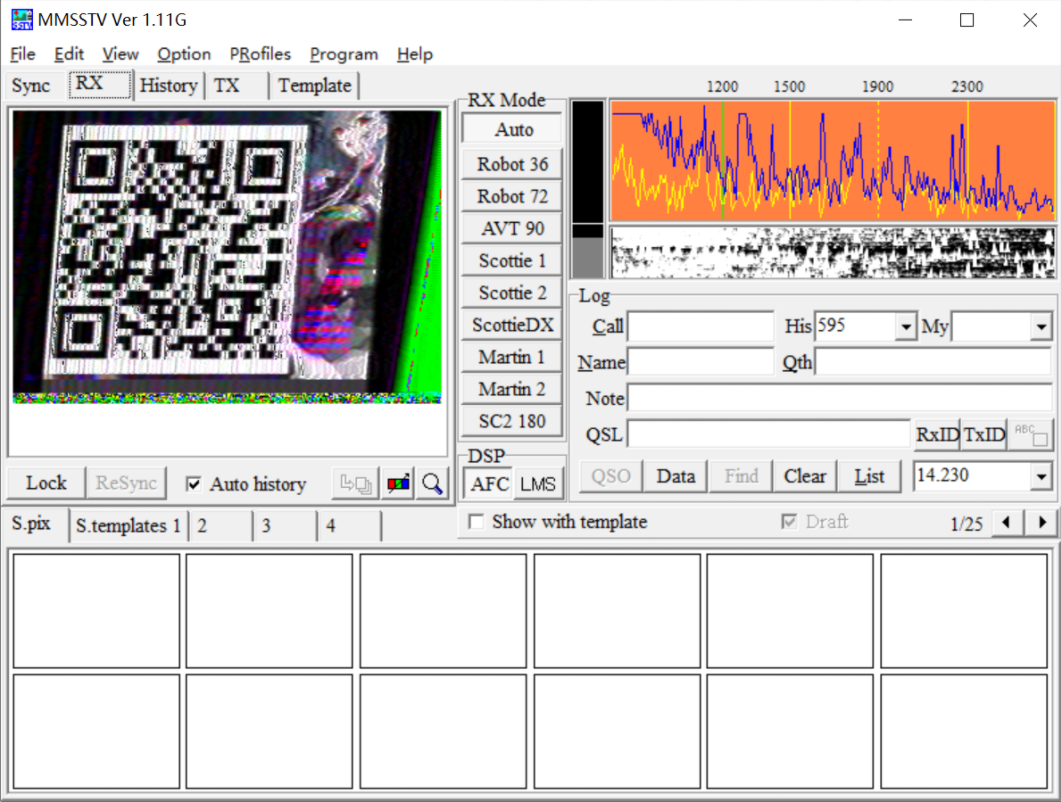 MMSSTV Ver 1.11G
File Edit View Option PRofiles Program Help
Sync RX History TX Template
1200 1500 1900 2300
RX Mode
Auto
Robot 36
Robot 72
AVT 90
Scottie 1
Scottie 2
ScottieDX
Martin 1
Martin 2
SC2 180
DSP
AFC LMS
Log
Call His 595 My
Name Qth
Note
QSL RxID TxID ABC
QSO Data Find Clear List 14.230
Lock ReSync Auto history
Show with template Draft 1/25
S.pix S.templates 1 2 3 4